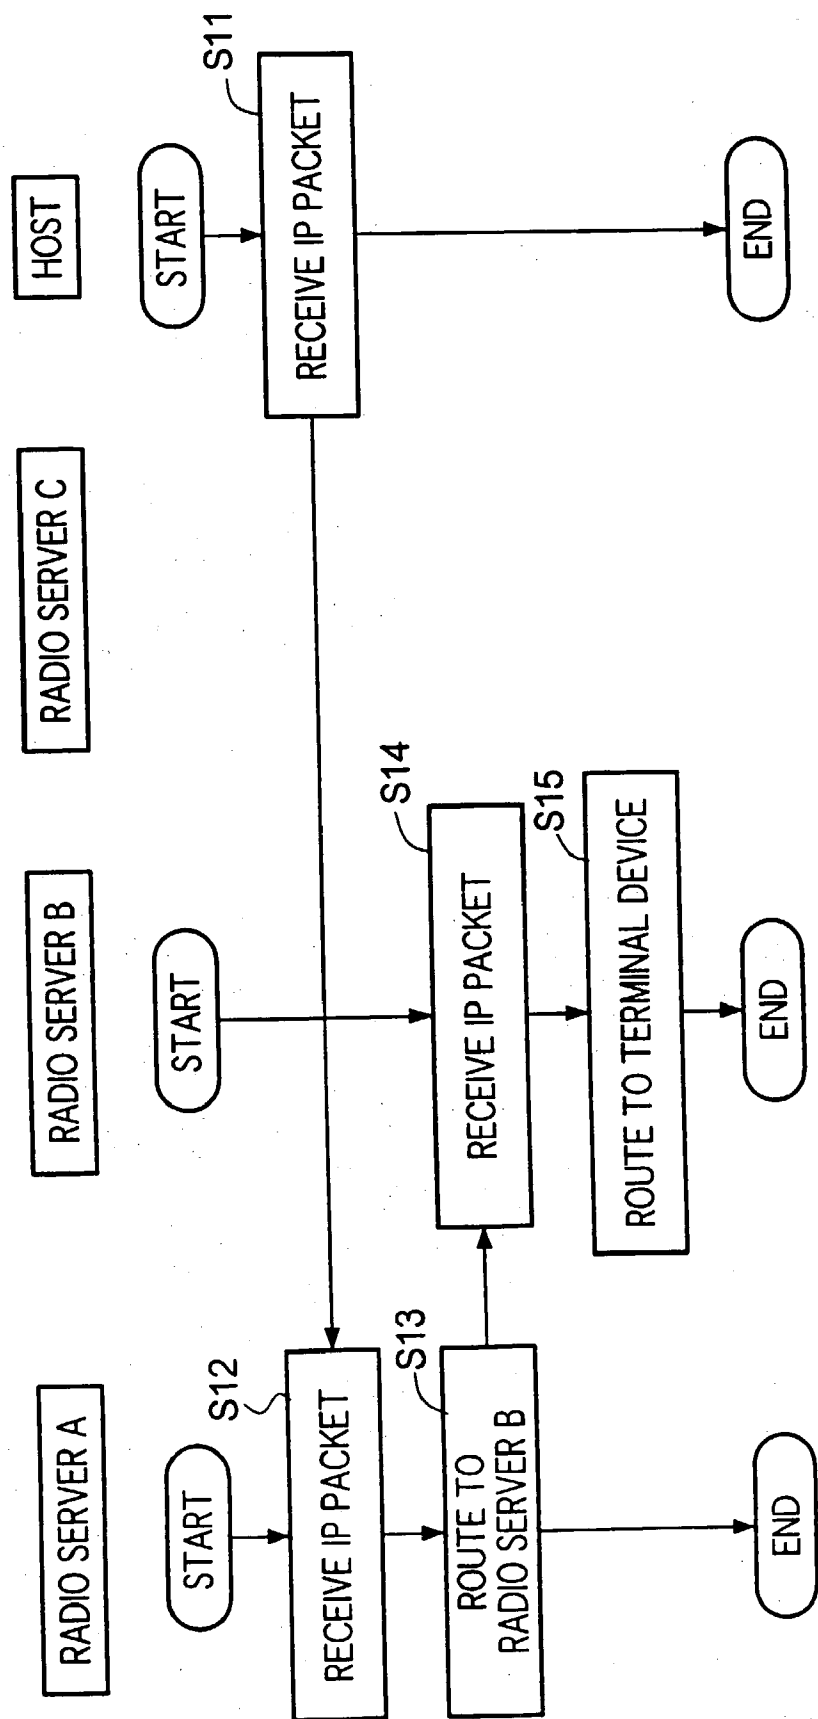 RADIO SERVER A
RADIO SERVER B
RADIO SERVER C
HOST
START
START
START
S11
RECEIVE IP PACKET
S12
RECEIVE IP PACKET
S13
ROUTE TO
RADIO SERVER B
S14
RECEIVE IP PACKET
S15
ROUTE TO TERMINAL DEVICE
END
END
END